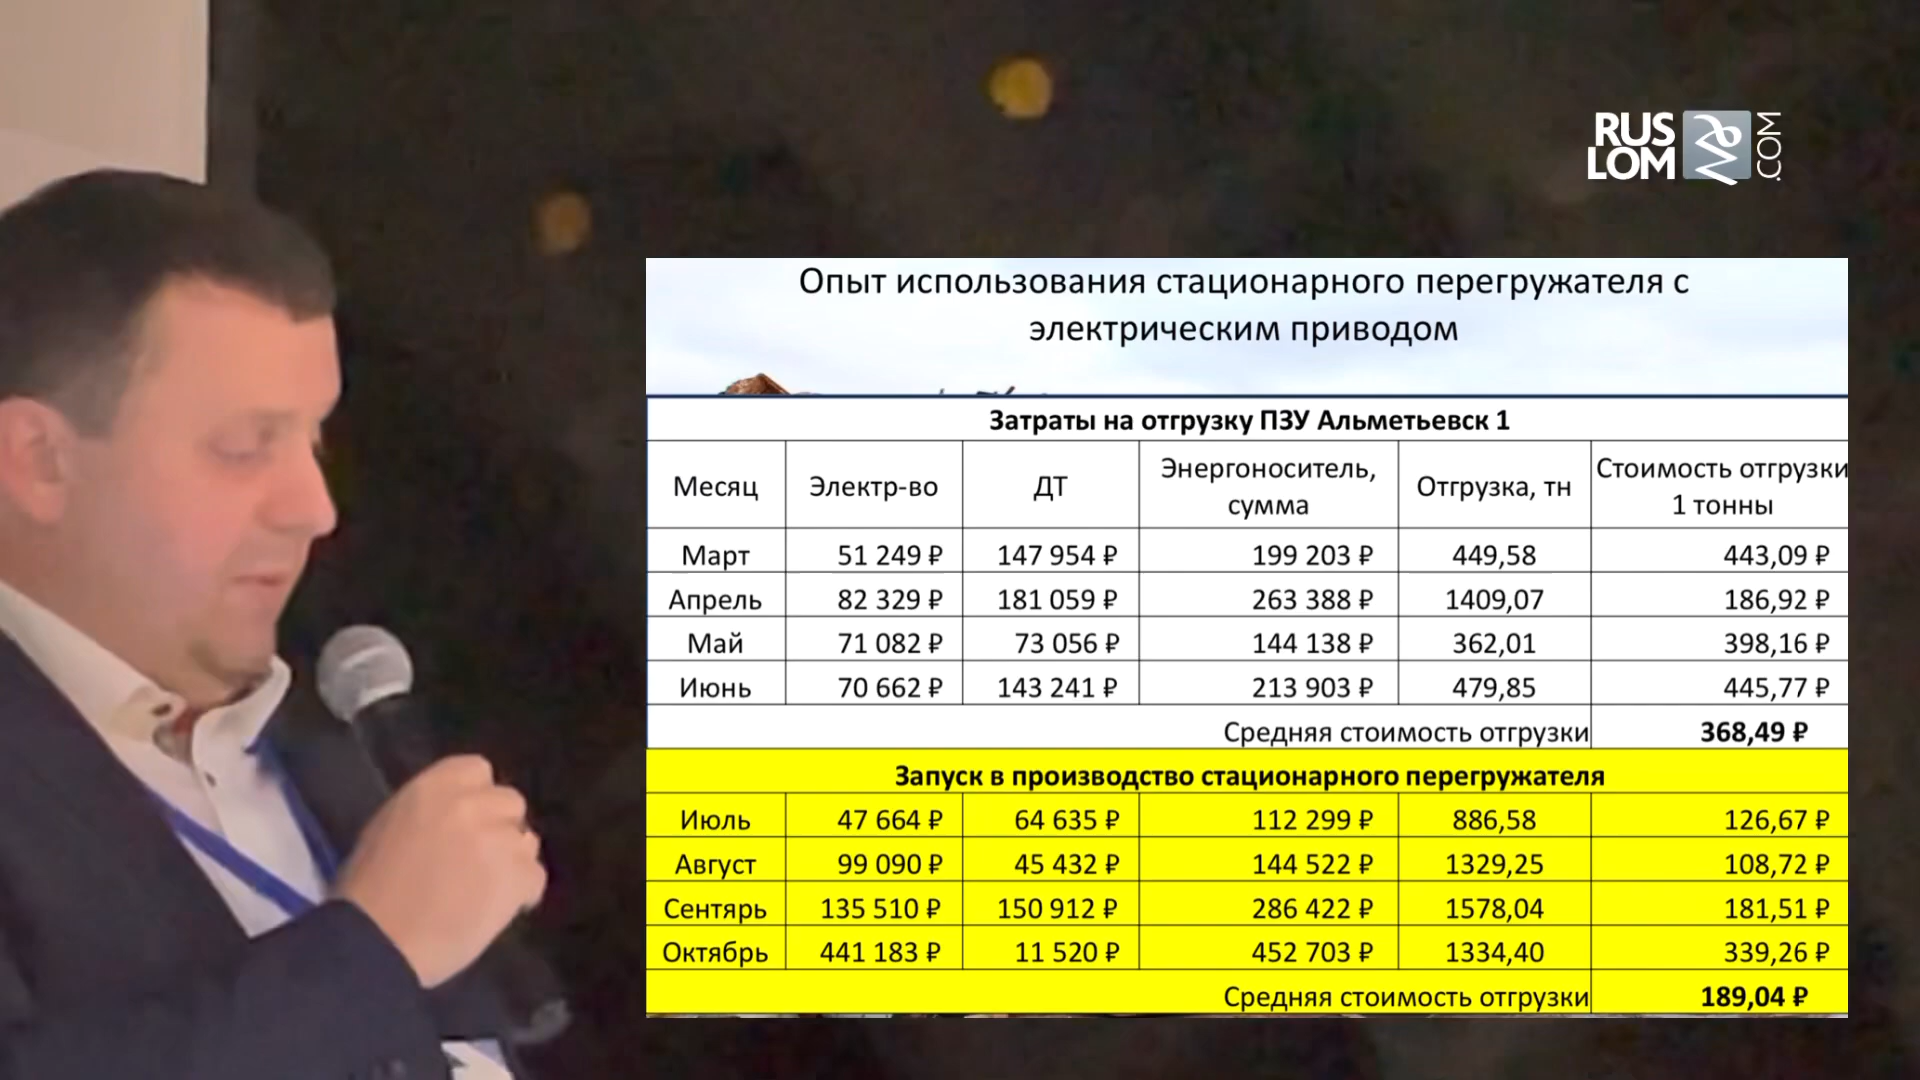 RUS
LOM
.COM
Опыт использования стационарного перегружателя с
электрическим приводом
Затраты на отгрузку ПЗУ Альметьевск 1
Месяц Электр-во ДТ Энергоноситель, сумма Отгрузка, тн Стоимость отгрузки 1 тонны
Март 51 249 ₽ 147 954 ₽ 199 203 ₽ 449,58 443,09 ₽
Апрель 82 329 ₽ 181 059 ₽ 263 388 ₽ 1409,07 186,92 ₽
Май 71 082 ₽ 73 056 ₽ 144 138 ₽ 362,01 398,16 ₽
Июнь 70 662 ₽ 143 241 ₽ 213 903 ₽ 479,85 445,77 ₽
Средняя стоимость отгрузки 368,49 ₽
Запуск в производство стационарного перегружателя
Июль 47 664 ₽ 64 635 ₽ 112 299 ₽ 886,58 126,67 ₽
Август 99 090 ₽ 45 432 ₽ 144 522 ₽ 1329,25 108,72 ₽
Сентярь 135 510 ₽ 150 912 ₽ 286 422 ₽ 1578,04 181,51 ₽
Октябрь 441 183 ₽ 11 520 ₽ 452 703 ₽ 1334,40 339,26 ₽
Средняя стоимость отгрузки 189,04 ₽